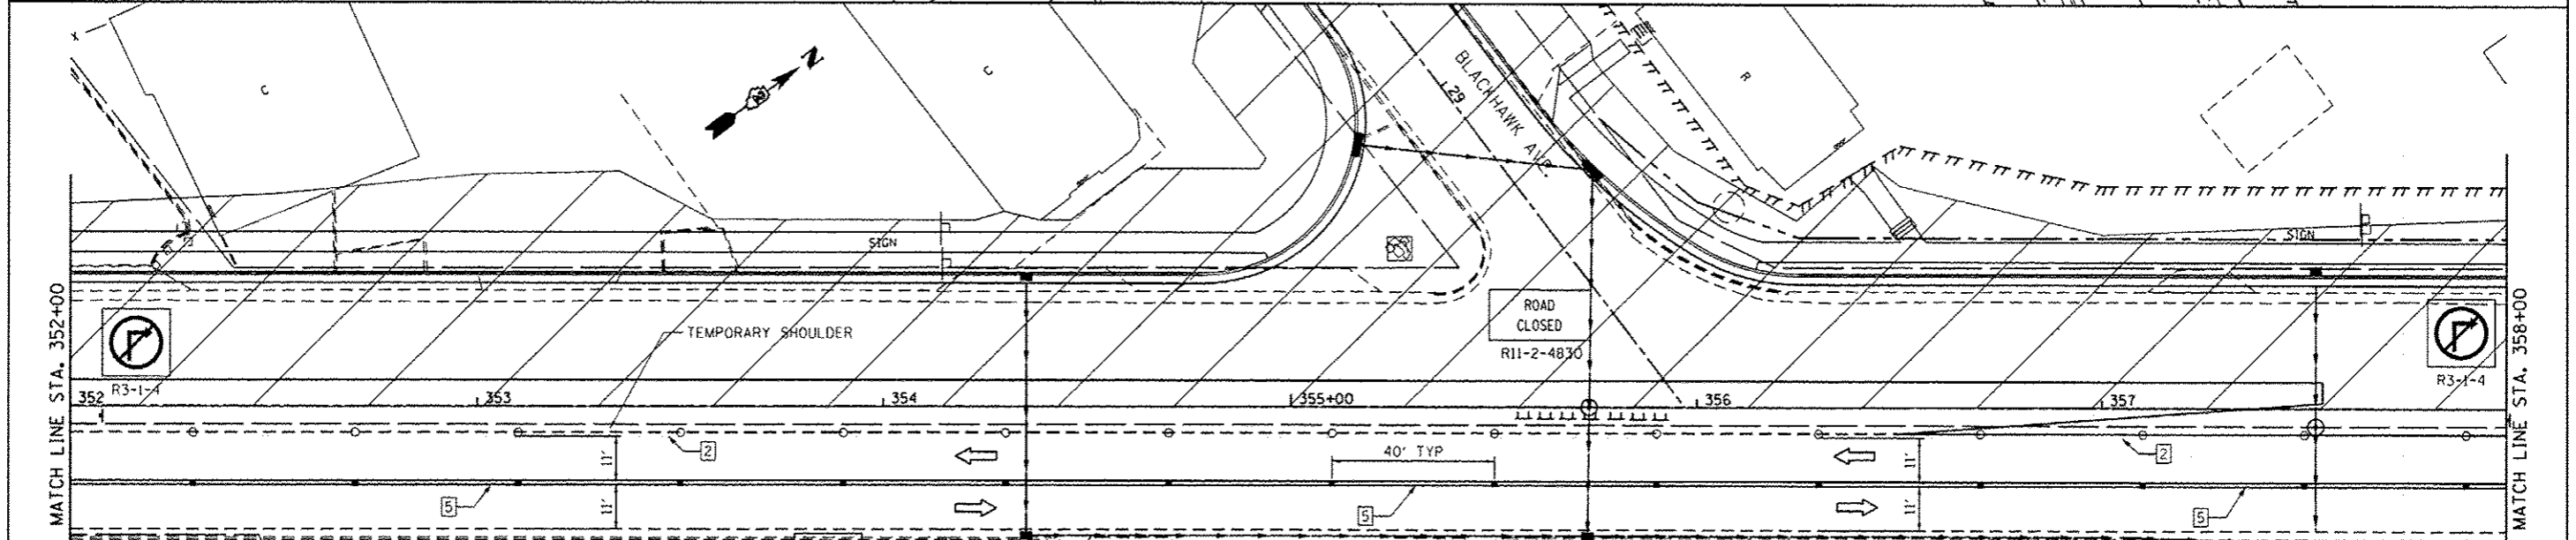 x
C
N
C
29
BLACKHAWK AVE.
R
SIGN
SIGN
MATCH LINE STA. 352+00
R3-1-4
TEMPORARY SHOULDER
ROAD
CLOSED
R11-2-4830
R3-1-4
MATCH LINE STA. 358+00
352
353
354
355+00
356
357
2
11'
40' TYP
11'
2
5
11'
5
11'
5